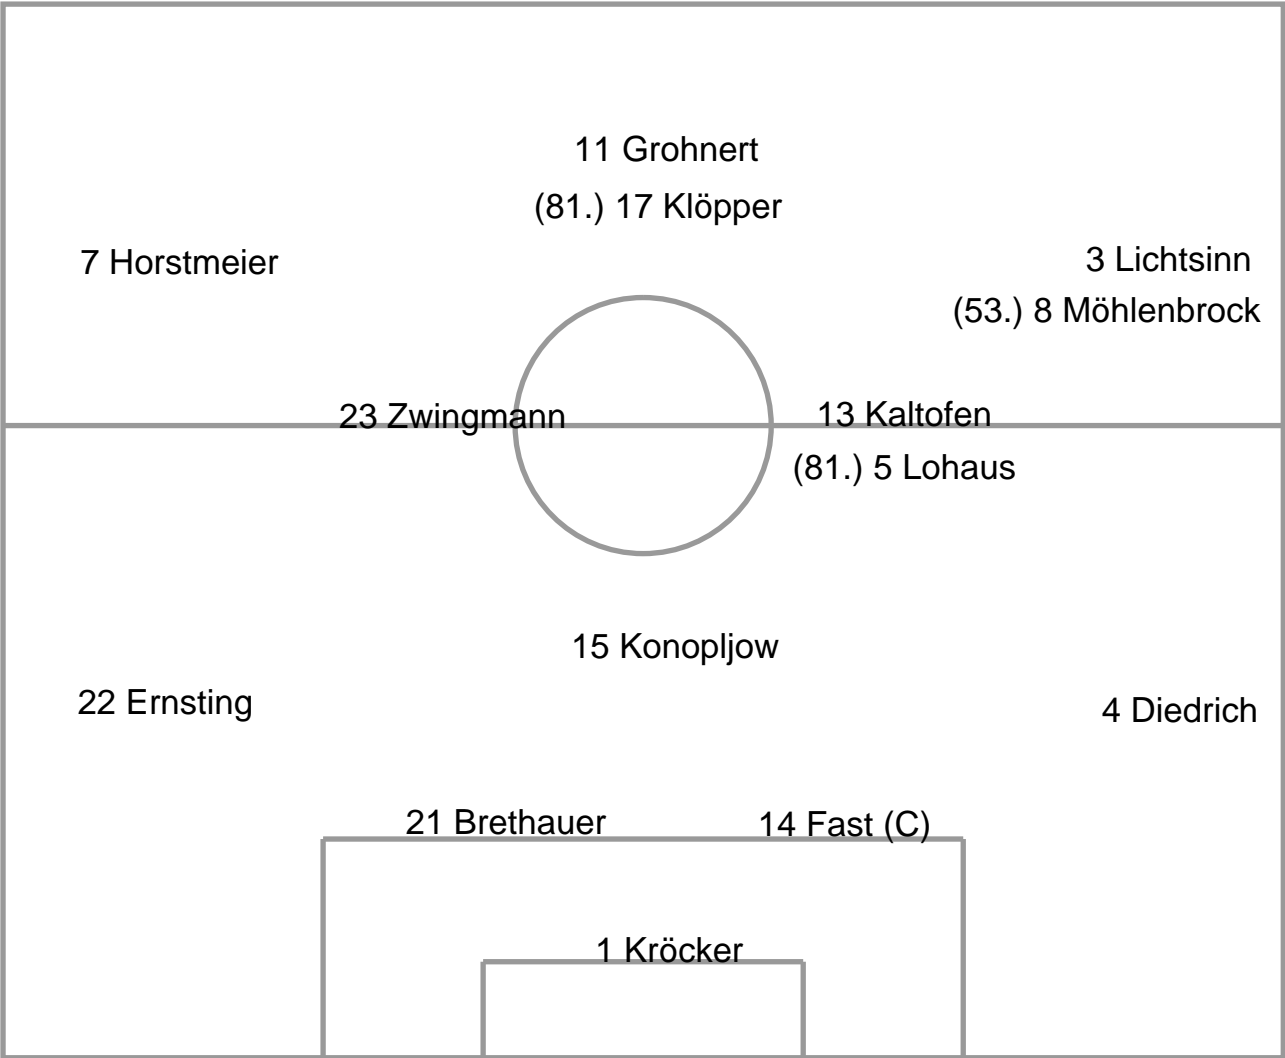 11 Grohnert
(81.) 17 Klöpper
7 Horstmeier
3 Lichtsinn
(53.) 8 Möhlenbrock
23 Zwingmann
13 Kaltofen
(81.) 5 Lohaus
15 Konopljow
22 Ernsting
4 Diedrich
21 Brethauer
14 Fast (C)
1 Kröcker